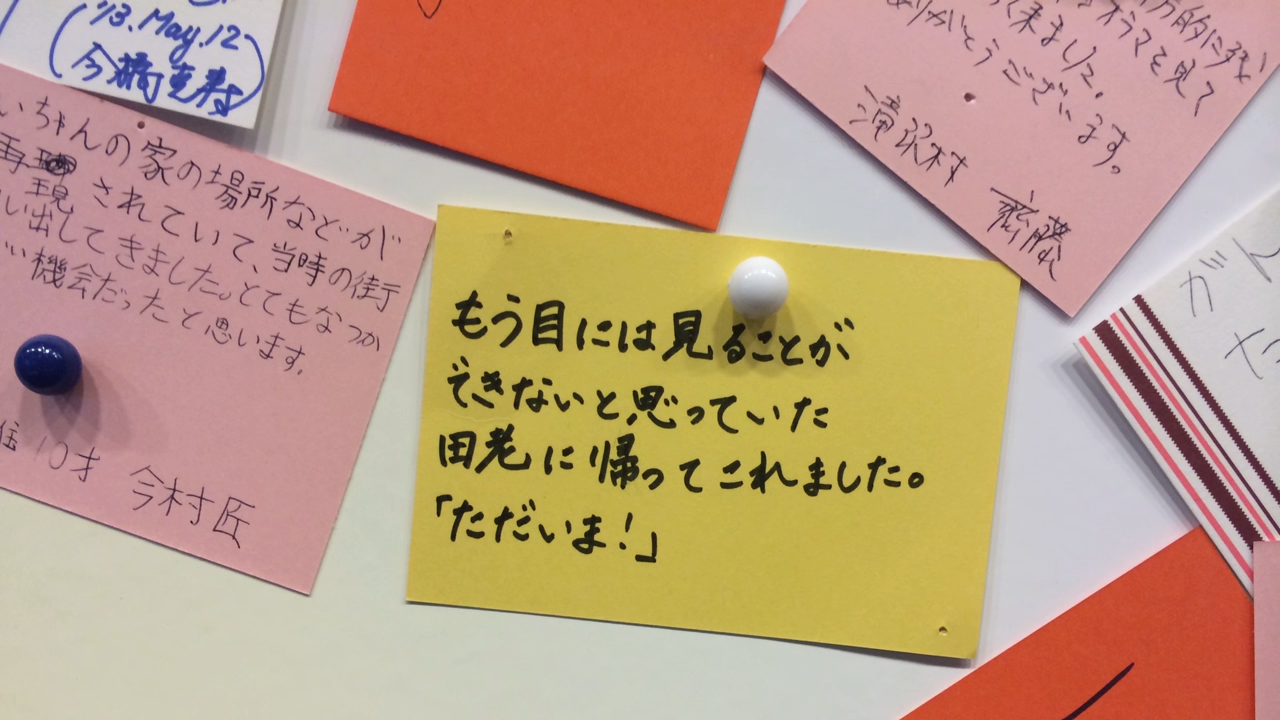 '13.May.12
いちゃんの家の場所などが
再現されていて、当時の街
い出してきました。とてもなつか
い機会だったと思います。
10才 今村匠
来ました。
ジオラマを見て
ありがとうございます。
滝沢村 齋藤
もう目には見ることが
できないと思っていた
田老に帰ってこれました。
「ただいま!」
がん